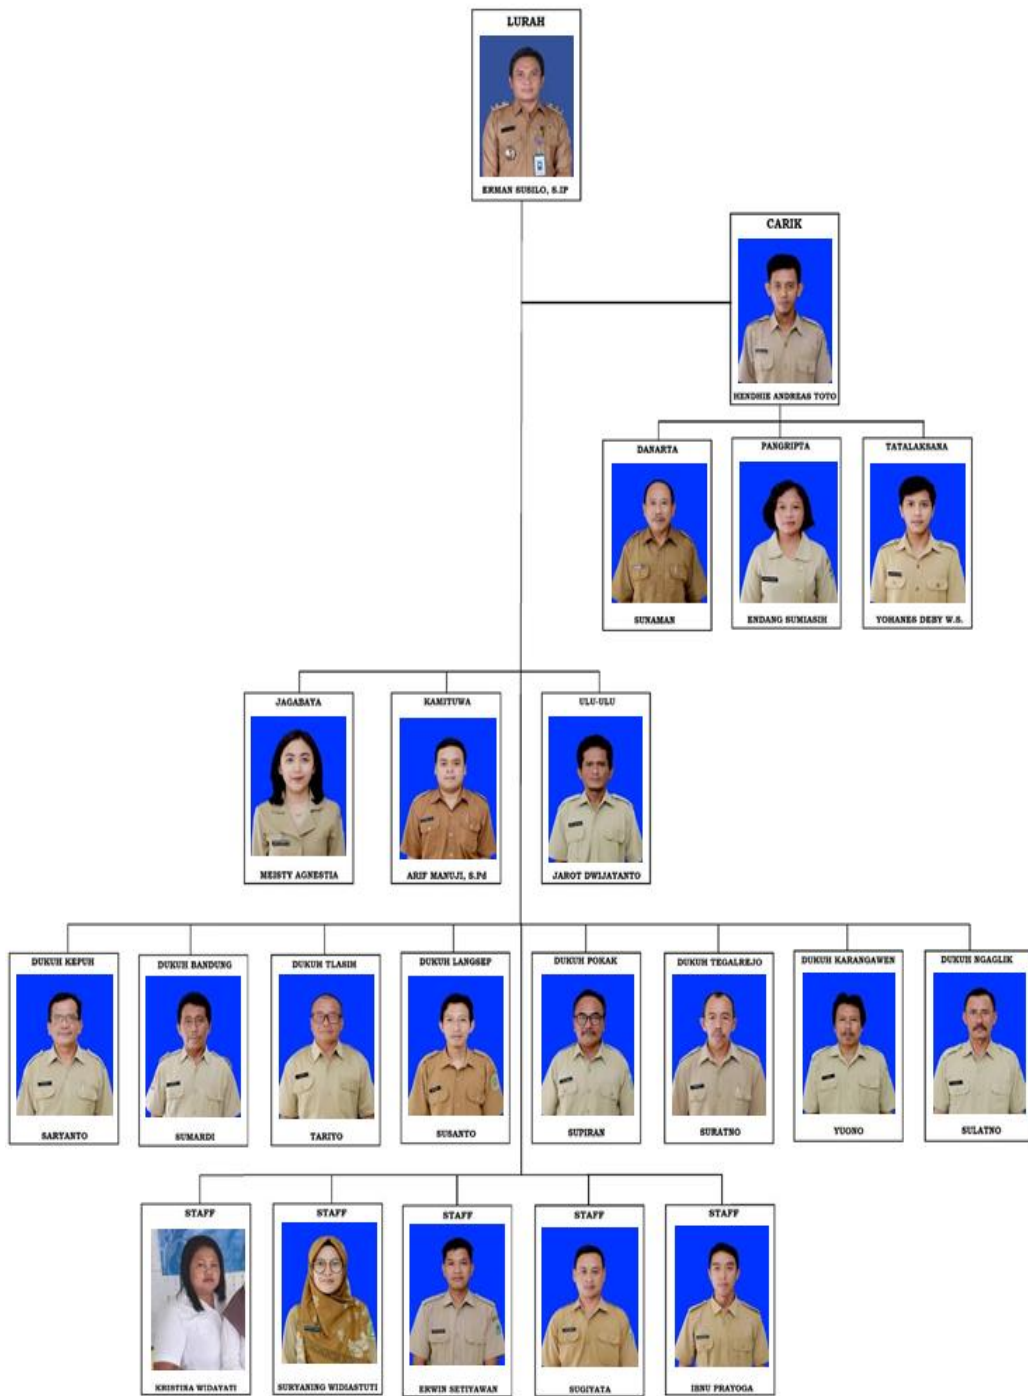 LURAH
ERMAN SUSILO, S.IP
CARIK
HENDHIE ANDREAS TOTO
DANARTA
SUNAMAN
PANGRIPTA
ENDANG SUMIASIH
TATALAKSANA
YOHANES DEBY W.S.
JAGABAYA
MEISTY AGNESTIA
KAMITUWA
ARIF MANUJI, S.Pd
ULU-ULU
JAROT DWIJAYANTO
DUKUH KEPUH
SARYANTO
DUKUH BANDUNG
SUMARDI
DUKUH TLASIH
TARIYO
DUKUH LANGSEP
SUSANTO
DUKUH POKAK
SUPIRAN
DUKUH TEGALREJO
SURATNO
DUKUH KARANGAWEN
YUONO
DUKUH NGAGLIK
SULATNO
STAFF
KRISTINA WIDAYATI
STAFF
SURYANING WIDIASTUTI
STAFF
ERWIN SETIYAWAN
STAFF
SUGIYATA
STAFF
IBNU PRAYOGA